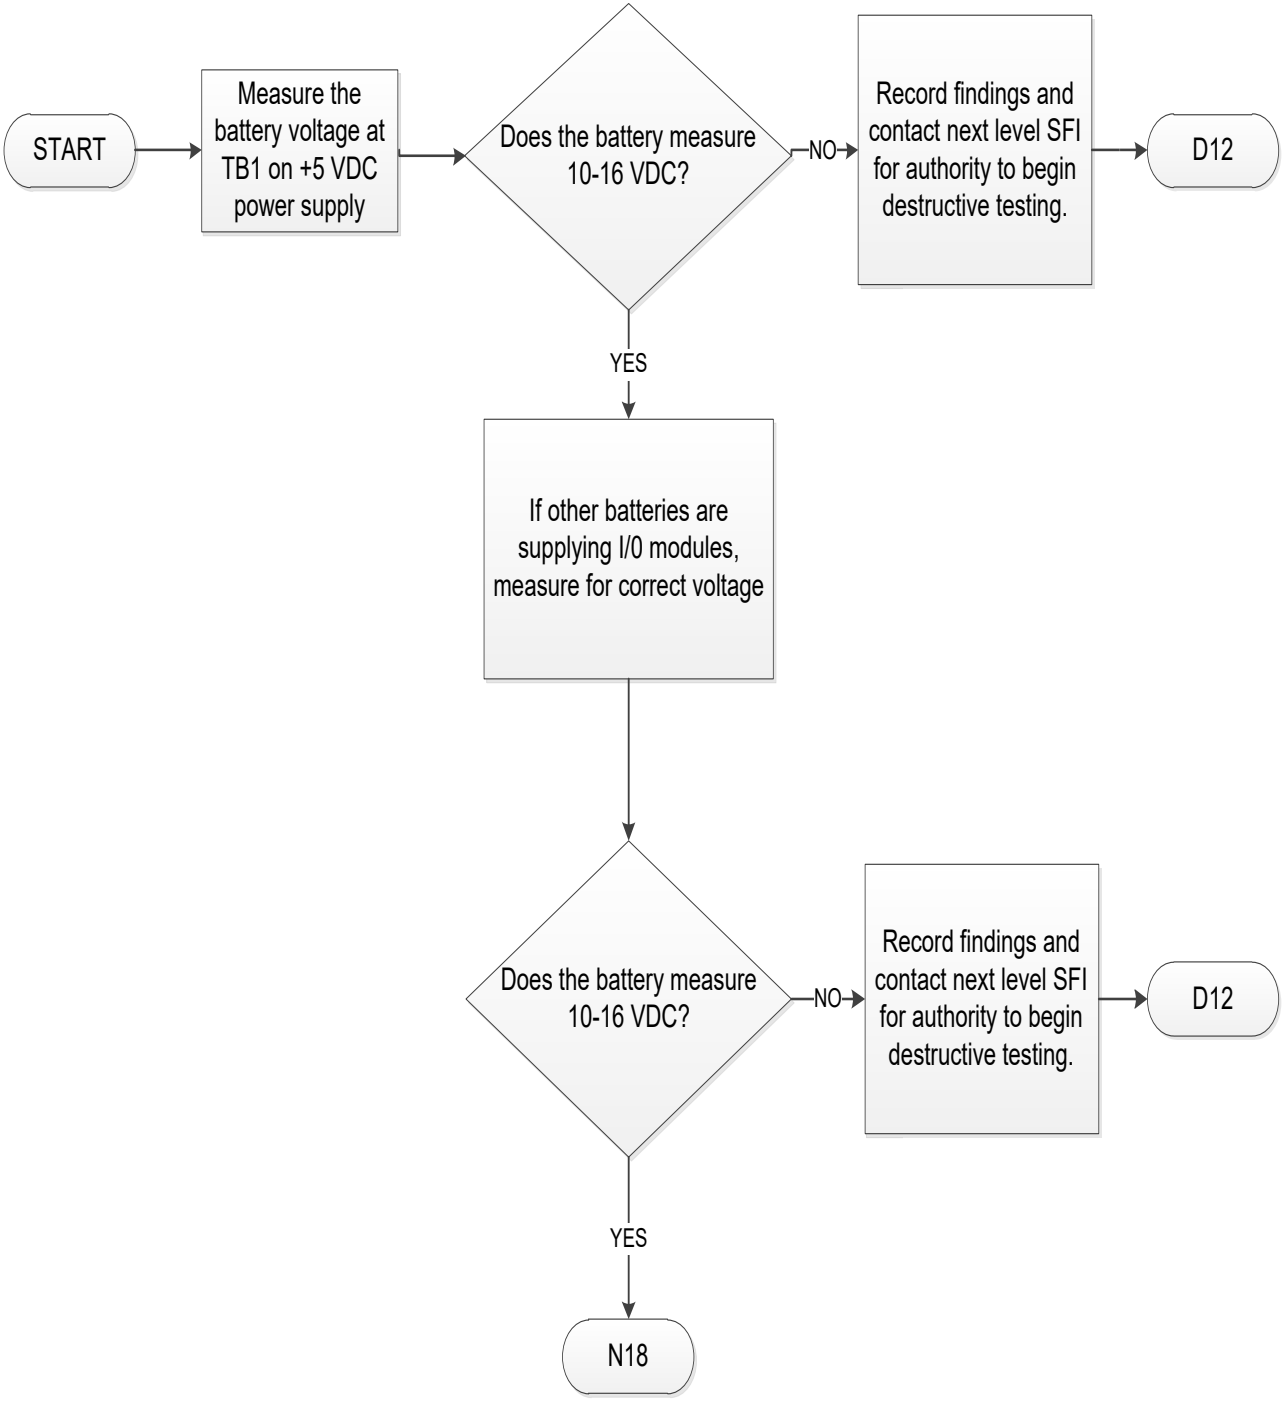 START
Measure the
battery voltage at
TB1 on +5 VDC
power supply
Does the battery measure
10-16 VDC?
NO
Record findings and
contact next level SFI
for authority to begin
destructive testing.
D12
YES
If other batteries are
supplying I/0 modules,
measure for correct voltage
Does the battery measure
10-16 VDC?
NO
Record findings and
contact next level SFI
for authority to begin
destructive testing.
D12
YES
N18